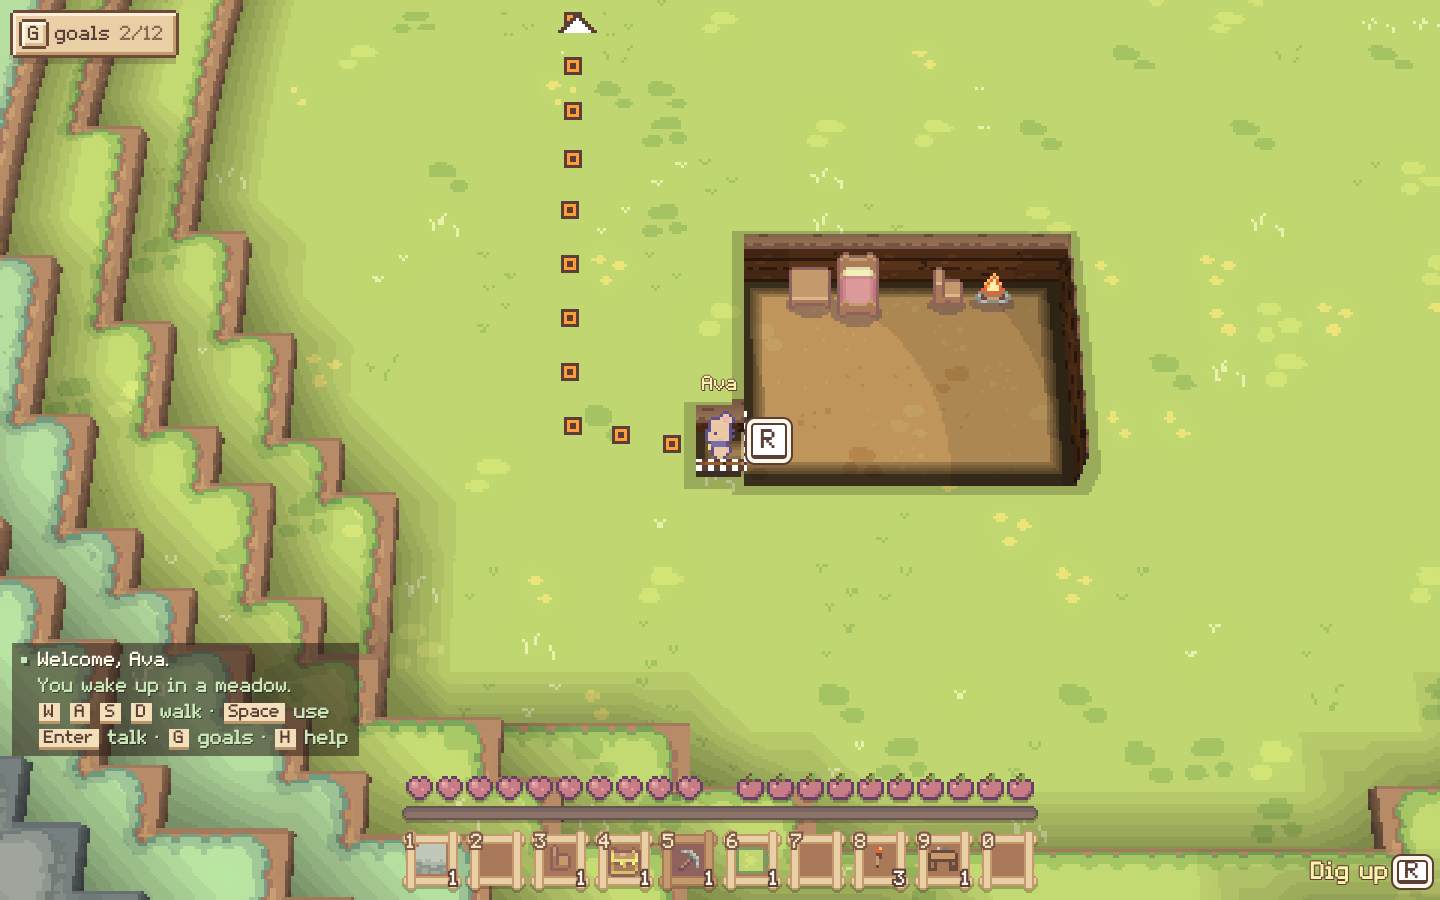 G goals 2/12
Ava
R
Welcome, Ava.
You wake up in a meadow.
W A S D walk · Space use
Enter talk · G goals · H help
1 2 3 4 5 6 7 8 9 0
1 1 1 1 1 3 1
Dig up R